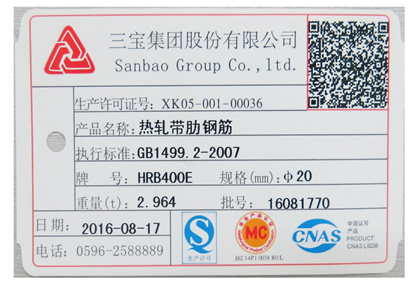 三宝集团股份有限公司
Sanbao Group Co.,ltd.
生产许可证号: XK05-001-00036
产品名称: 热轧带肋钢筋
执行标准: GB1499.2-2007
牌 号: HRB400E 规格(mm): Φ20
重量(t): 2.964 批号: 16081770
日期: 2016-08-17
电话: 0596-2588889
生产许可
MC
CNAS
中国认可
产品
PRODUCT
CNAS L0238